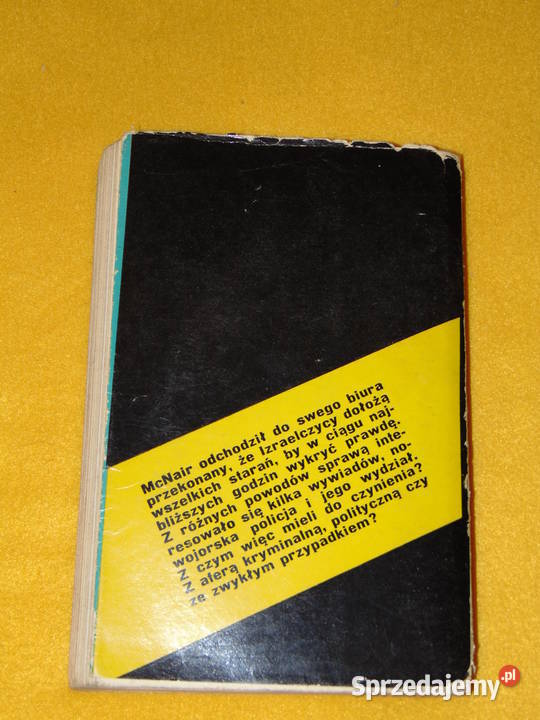 McNair odchodził do swego biura
przekonany, że Izraelczycy dołożą
wszelkich starań, by w ciągu naj-
bliższych godzin wykryć prawdę.
Z różnych powodów sprawą inte-
resowało się kilka wywiadów, no-
wojorska policja i jego wydział.
Z czym więc mieli do czynienia?
Z aferą kryminalną, polityczną czy
ze zwykłym przypadkiem?
Sprzedajemy.pl